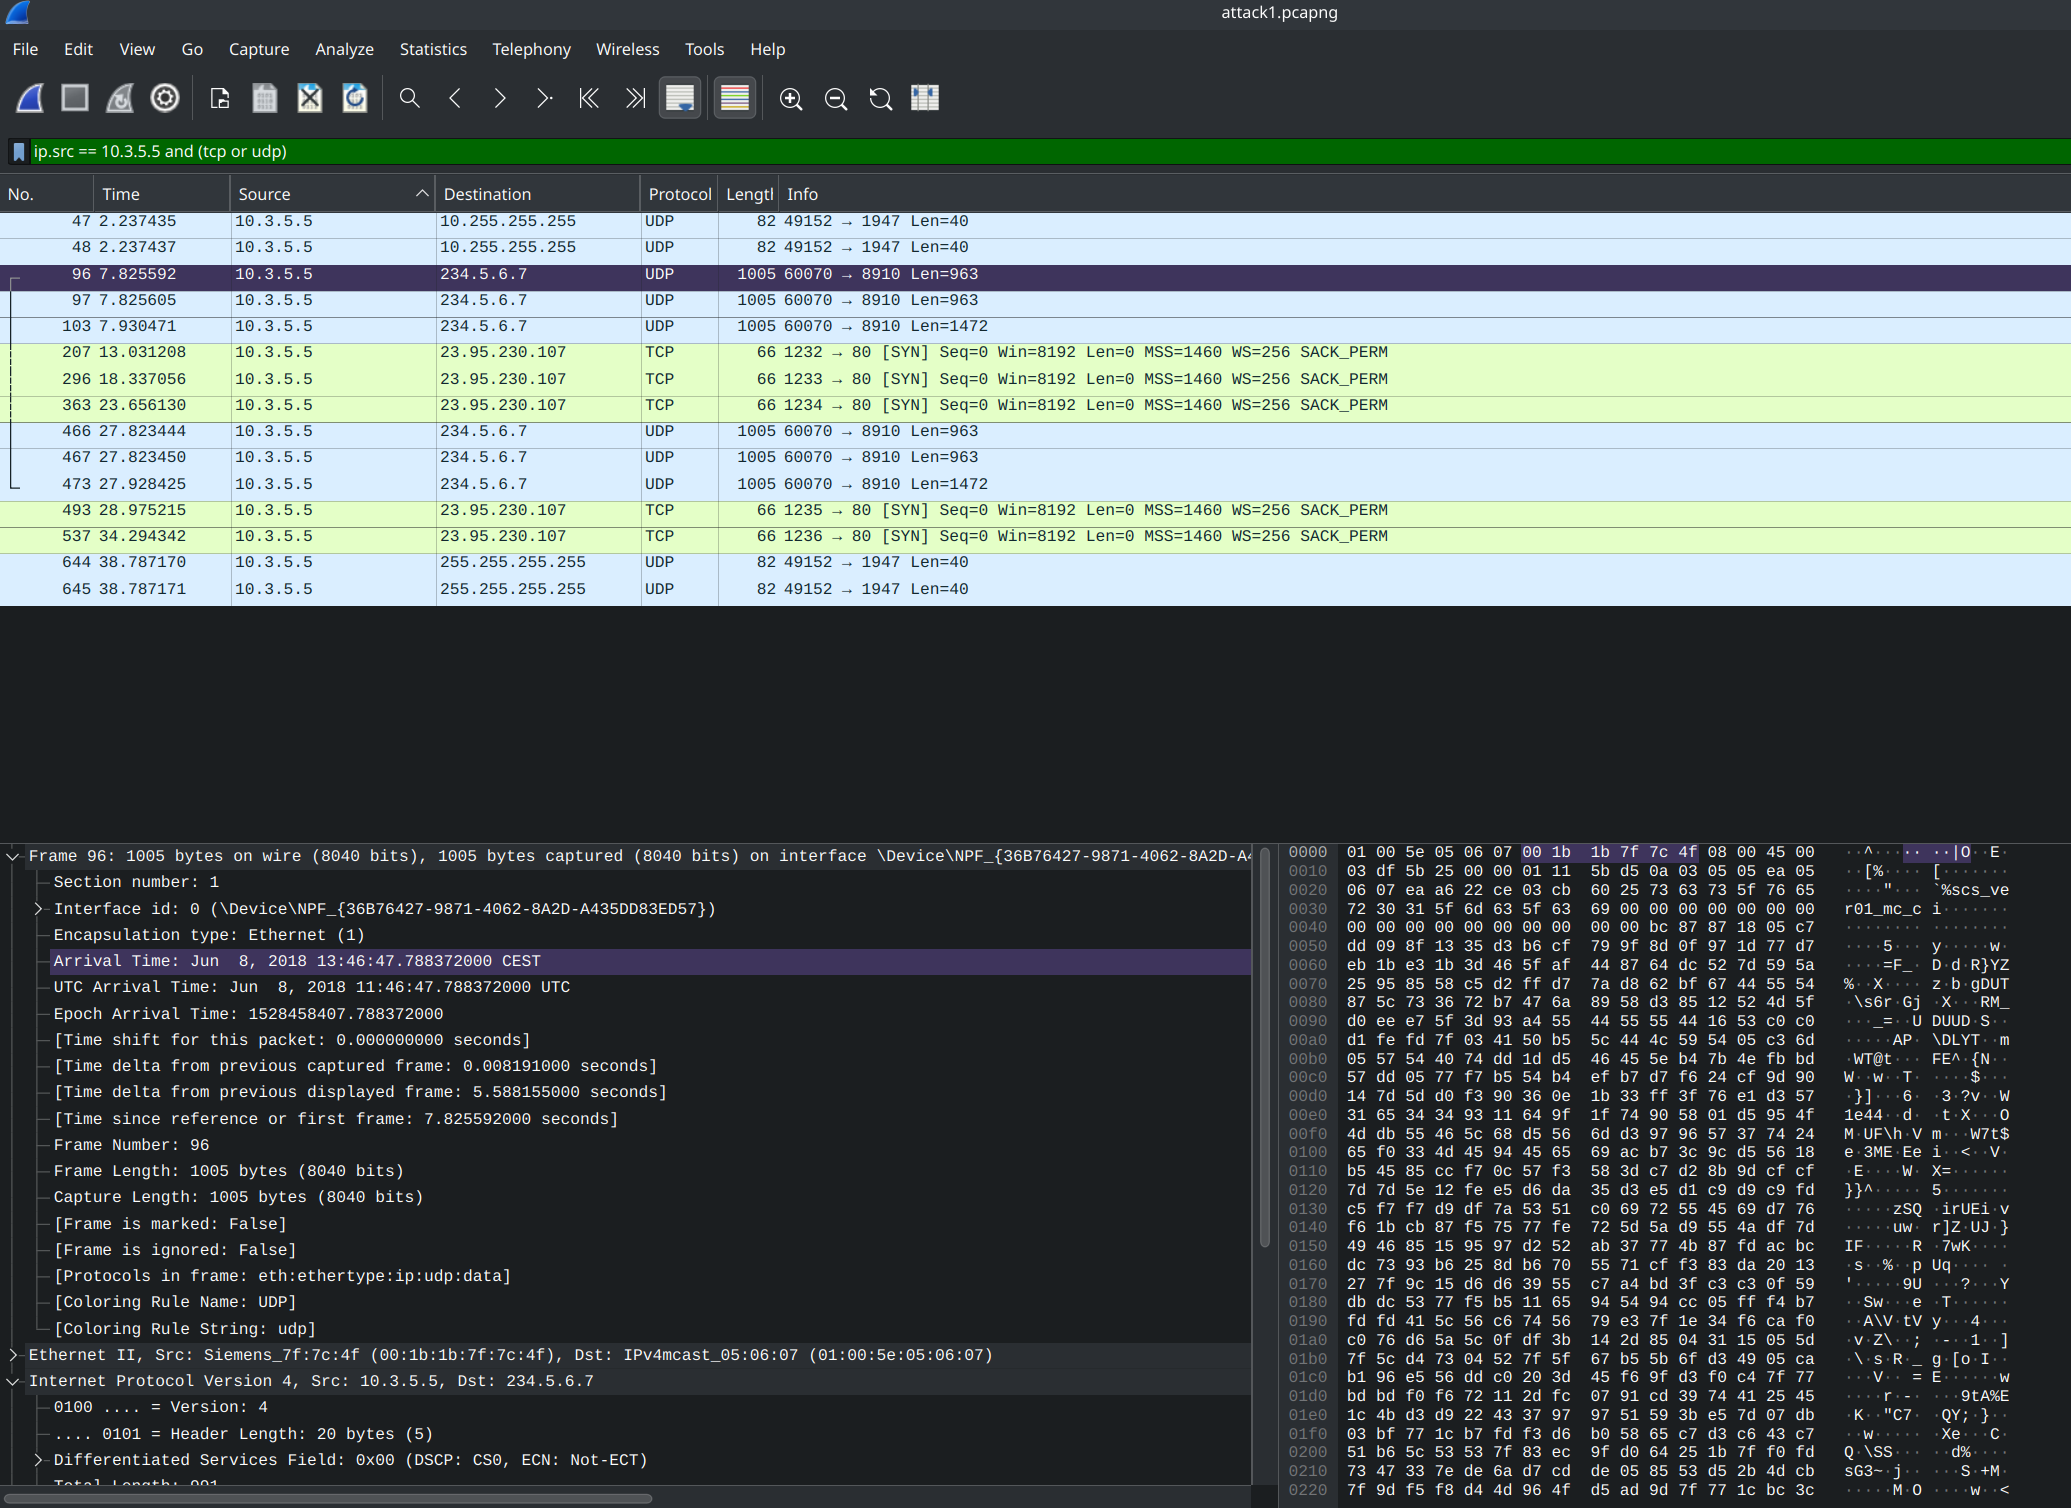 attack1.pcapng
File Edit View Go Capture Analyze Statistics Telephony Wireless Tools Help
ip.src == 10.3.5.5 and (tcp or udp)
No. Time Source Destination Protocol Length Info
47 2.237435 10.3.5.5 10.255.255.255 UDP 82 49152 → 1947 Len=40
48 2.237437 10.3.5.5 10.255.255.255 UDP 82 49152 → 1947 Len=40
96 7.825592 10.3.5.5 234.5.6.7 UDP 1005 60070 → 8910 Len=963
97 7.825605 10.3.5.5 234.5.6.7 UDP 1005 60070 → 8910 Len=963
103 7.930471 10.3.5.5 234.5.6.7 UDP 1005 60070 → 8910 Len=1472
207 13.031208 10.3.5.5 23.95.230.107 TCP 66 1232 → 80 [SYN] Seq=0 Win=8192 Len=0 MSS=1460 WS=256 SACK_PERM
296 18.337056 10.3.5.5 23.95.230.107 TCP 66 1233 → 80 [SYN] Seq=0 Win=8192 Len=0 MSS=1460 WS=256 SACK_PERM
363 23.656130 10.3.5.5 23.95.230.107 TCP 66 1234 → 80 [SYN] Seq=0 Win=8192 Len=0 MSS=1460 WS=256 SACK_PERM
466 27.823444 10.3.5.5 234.5.6.7 UDP 1005 60070 → 8910 Len=963
467 27.823450 10.3.5.5 234.5.6.7 UDP 1005 60070 → 8910 Len=963
473 27.928425 10.3.5.5 234.5.6.7 UDP 1005 60070 → 8910 Len=1472
493 28.975215 10.3.5.5 23.95.230.107 TCP 66 1235 → 80 [SYN] Seq=0 Win=8192 Len=0 MSS=1460 WS=256 SACK_PERM
537 34.294342 10.3.5.5 23.95.230.107 TCP 66 1236 → 80 [SYN] Seq=0 Win=8192 Len=0 MSS=1460 WS=256 SACK_PERM
644 38.787170 10.3.5.5 255.255.255.255 UDP 82 49152 → 1947 Len=40
645 38.787171 10.3.5.5 255.255.255.255 UDP 82 49152 → 1947 Len=40
Frame 96: 1005 bytes on wire (8040 bits), 1005 bytes captured (8040 bits) on interface \Device\NPF_{36B76427-9871-4062-8A2D-A4
Section number: 1
Interface id: 0 (\Device\NPF_{36B76427-9871-4062-8A2D-A435DD83ED57})
Encapsulation type: Ethernet (1)
Arrival Time: Jun  8, 2018 13:46:47.788372000 CEST
UTC Arrival Time: Jun  8, 2018 11:46:47.788372000 UTC
Epoch Arrival Time: 1528458407.788372000
[Time shift for this packet: 0.000000000 seconds]
[Time delta from previous captured frame: 0.008191000 seconds]
[Time delta from previous displayed frame: 5.588155000 seconds]
[Time since reference or first frame: 7.825592000 seconds]
Frame Number: 96
Frame Length: 1005 bytes (8040 bits)
Capture Length: 1005 bytes (8040 bits)
[Frame is marked: False]
[Frame is ignored: False]
[Protocols in frame: eth:ethertype:ip:udp:data]
[Coloring Rule Name: UDP]
[Coloring Rule String: udp]
Ethernet II, Src: Siemens_7f:7c:4f (00:1b:1b:7f:7c:4f), Dst: IPv4mcast_05:06:07 (01:00:5e:05:06:07)
Internet Protocol Version 4, Src: 10.3.5.5, Dst: 234.5.6.7
0100 .... = Version: 4
.... 0101 = Header Length: 20 bytes (5)
Differentiated Services Field: 0x00 (DSCP: CS0, ECN: Not-ECT)
0000 01 00 5e 05 06 07 00 1b 1b 7f 7c 4f 08 00 45 00 ··^····· ··|O··E·
0010 03 df 5b 25 00 00 01 11 5b d5 0a 03 05 05 ea 05 ··[%···· [·······
0020 06 07 ea a6 22 ce 03 cb 60 25 73 63 73 5f 76 65 ····"··· `%scs_ve
0030 72 30 31 5f 6d 63 5f 63 69 00 00 00 00 00 00 00 r01_mc_c i·······
0040 00 00 00 00 00 00 00 00 00 00 bc 87 87 18 05 c7
0050 dd 09 8f 13 35 d3 b6 cf 79 9f 8d 0f 97 1d 77 d7 ····5··· y·····w·
0060 eb 1b e3 1b 3d 46 5f af 44 87 64 dc 52 7d 59 5a ····=F_· D·d·R}YZ
0070 25 95 85 58 c5 d2 ff d7 7a d8 62 bf 67 44 55 54 %··X···· z·b·gDUT
0080 87 5c 73 36 72 b7 47 6a 89 58 d3 85 12 52 4d 5f ·\s6r·Gj ·X···RM_
0090 d0 ee e7 5f 3d 93 a4 55 44 55 55 44 16 53 c0 c0 ···_=··U DUUD·S··
00a0 d1 fe fd 7f 03 41 50 b5 5c 44 4c 59 54 05 c3 6d ·····AP· \DLYT··m
00b0 05 57 54 40 74 dd 1d d5 46 45 5e b4 7b 4e fb bd ·WT@t··· FE^·{N··
00c0 57 dd 05 77 f7 b5 54 b4 ef b7 d7 f6 24 cf 9d 90 W··w··T· ····$···
00d0 14 7d 5d d0 f3 90 36 0e 1b 33 ff 3f 76 e1 d3 57 ·}]···6· ·3·?v··W
00e0 31 65 34 34 93 11 64 9f 1f 74 90 58 01 d5 95 4f 1e44··d· ·t·X···O
00f0 4d db 55 46 5c 68 d5 56 6d d3 97 96 57 37 74 24 M·UF\h·V m···W7t$
0100 65 f0 33 4d 45 94 45 65 69 ac b7 3c 9c d5 56 18 e·3ME·Ee i··<··V·
0110 b5 45 85 cc f7 0c 57 f3 58 3d c7 d2 8b 9d cf cf ·E····W· X=······
0120 7d 7d 5e 12 fe e5 d6 da 35 d3 e5 d1 c9 d9 c9 fd }}^····· 5·······
0130 c5 f7 f7 d9 df 7a 53 51 c0 69 72 55 45 69 d7 76 ·····zSQ ·irUEi·v
0140 f6 1b cb 87 f5 75 77 fe 72 5d 5a d9 55 4a df 7d ·····uw· r]Z·UJ·}
0150 49 46 85 15 95 97 d2 52 ab 37 77 4b 87 fd ac bc IF·····R ·7wK····
0160 dc 73 93 b6 25 8d b6 70 55 71 cf f3 83 da 20 13 ·s··%··p Uq···· ·
0170 27 7f 9c 15 d6 d6 39 55 c7 a4 bd 3f c3 c3 0f 59 '·····9U ···?···Y
0180 db dc 53 77 f5 b5 11 65 94 54 94 cc 05 ff f4 b7 ··Sw···e ·T······
0190 fd fd 41 5c 56 c6 74 56 79 e3 7f 1e 34 f6 ca f0 ··A\V·tV y···4···
01a0 c0 76 d6 5a 5c 0f df 3b 14 2d 85 04 31 15 05 5d ·v·Z\··; ·-··1··]
01b0 7f 5c d4 73 04 52 7f 5f 67 b5 5b 6f d3 49 05 ca ·\·s·R·_ g·[o·I··
01c0 b1 96 e5 56 dd c0 20 3d 45 f6 9f d3 f0 c4 7f 77 ···V·· = E······w
01d0 bd bd f0 f6 72 11 2d fc 07 91 cd 39 74 41 25 45 ····r·-· ···9tA%E
01e0 1c 4b d3 d9 22 43 37 97 97 51 59 3b e5 7d 07 db ·K··"C7· ·QY;·}··
01f0 03 bf 77 1c b7 fd f3 d6 b0 58 65 c7 d3 c6 43 c7 ··w····· ·Xe···C·
0200 51 b6 5c 53 53 7f 83 ec 9f d0 64 25 1b 7f f0 fd Q·\SS··· ··d%····
0210 73 47 33 7e de 6a d7 cd de 05 85 53 d5 2b 4d cb sG3~·j·· ···S·+M·
0220 7f 9d f5 f8 d4 4d 96 4f d5 ad 9d 7f 77 1c bc 3c ·····M·O ····w··<